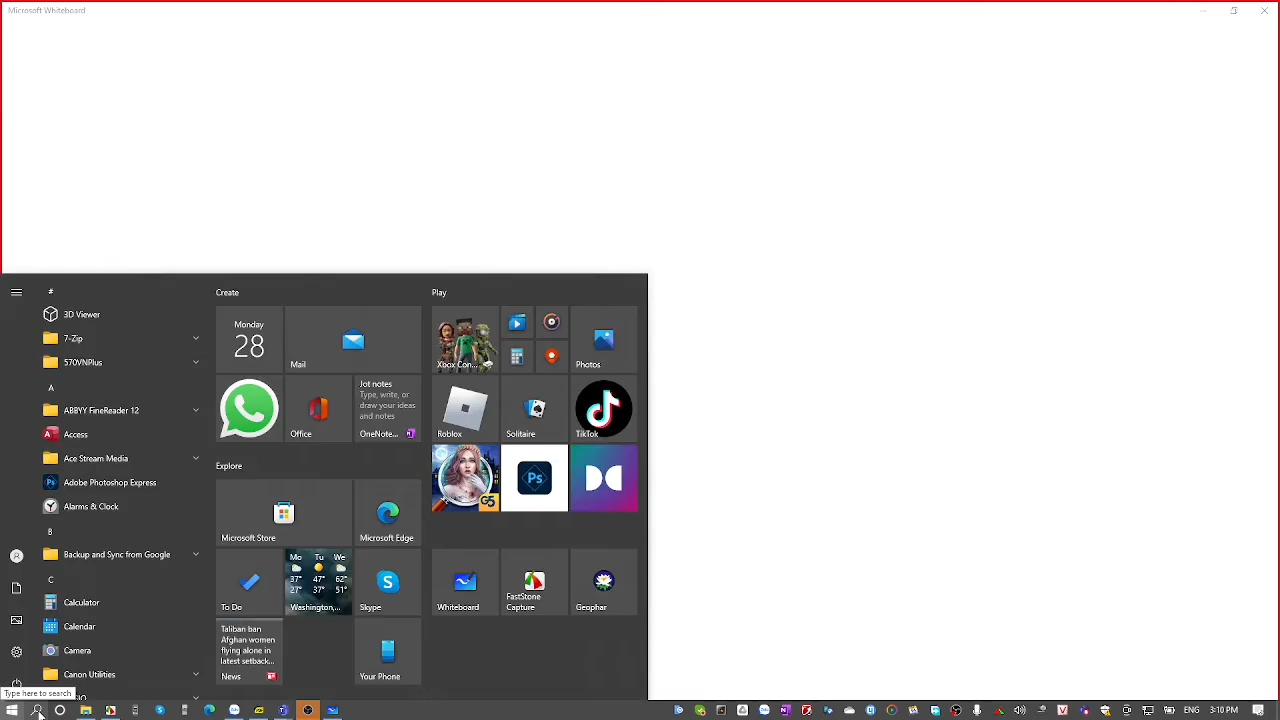 Microsoft Whiteboard
#
3D Viewer
7-Zip
570VNPlus
A
ABBYY FineReader 12
Access
Ace Stream Media
Adobe Photoshop Express
Alarms & Clock
B
Backup and Sync from Google
C
Calculator
Calendar
Camera
Canon Utilities
Type here to search
Create
Monday
28
Mail
Office
Jot notes
Type, write, or
draw your ideas
and notes
OneNote...
Explore
Microsoft Store
Microsoft Edge
To Do
Mo Tu We
37° 47° 62°
27° 37° 51°
Washington,...
Skype
Taliban ban
Afghan women
flying alone in
latest setback...
News
Your Phone
Play
Xbox Con...
Photos
Roblox
Solitaire
TikTok
G5
Ps
Whiteboard
FastStone
Capture
Geophar
ENG
3:10 PM